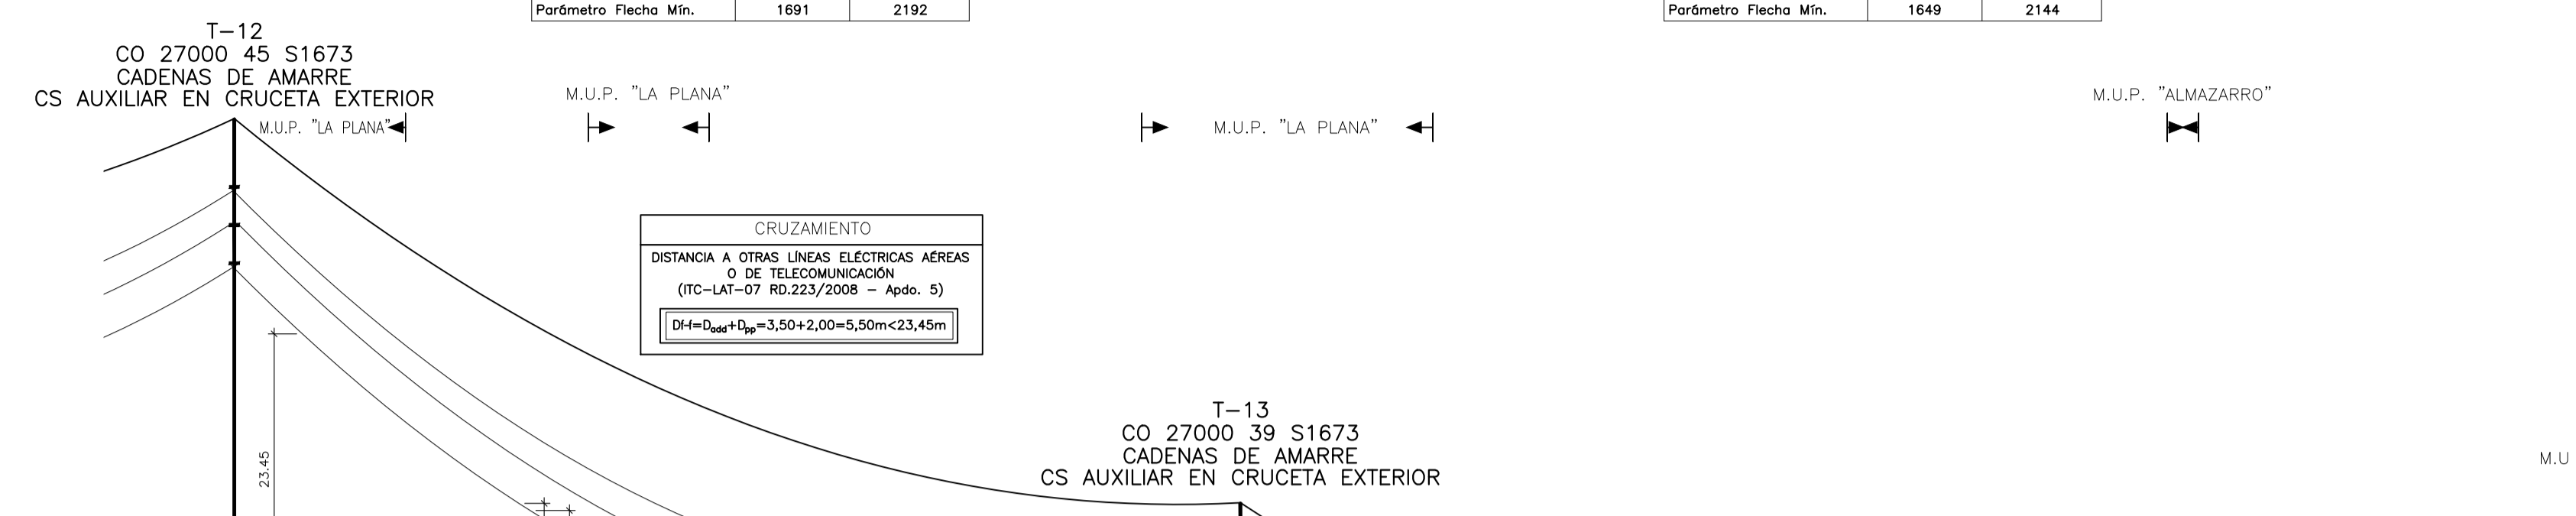 Parámetro Flecha Mín. 1691 2192
Parámetro Flecha Mín. 1649 2144
T-12
CO 27000 45 S1673
CADENAS DE AMARRE
CS AUXILIAR EN CRUCETA EXTERIOR
M.U.P. "LA PLANA"
M.U.P. "LA PLANA"
M.U.P. "LA PLANA"
M.U.P. "ALMAZARRO"
CRUZAMIENTO
DISTANCIA A OTRAS LÍNEAS ELÉCTRICAS AÉREAS
O DE TELECOMUNICACIÓN
(ITC-LAT-07 RD.223/2008 - Apdo. 5)
Df-f=Dadd+Dpp=3,50+2,00=5,50m<23,45m
23.45
T-13
CO 27000 39 S1673
CADENAS DE AMARRE
CS AUXILIAR EN CRUCETA EXTERIOR
M.U